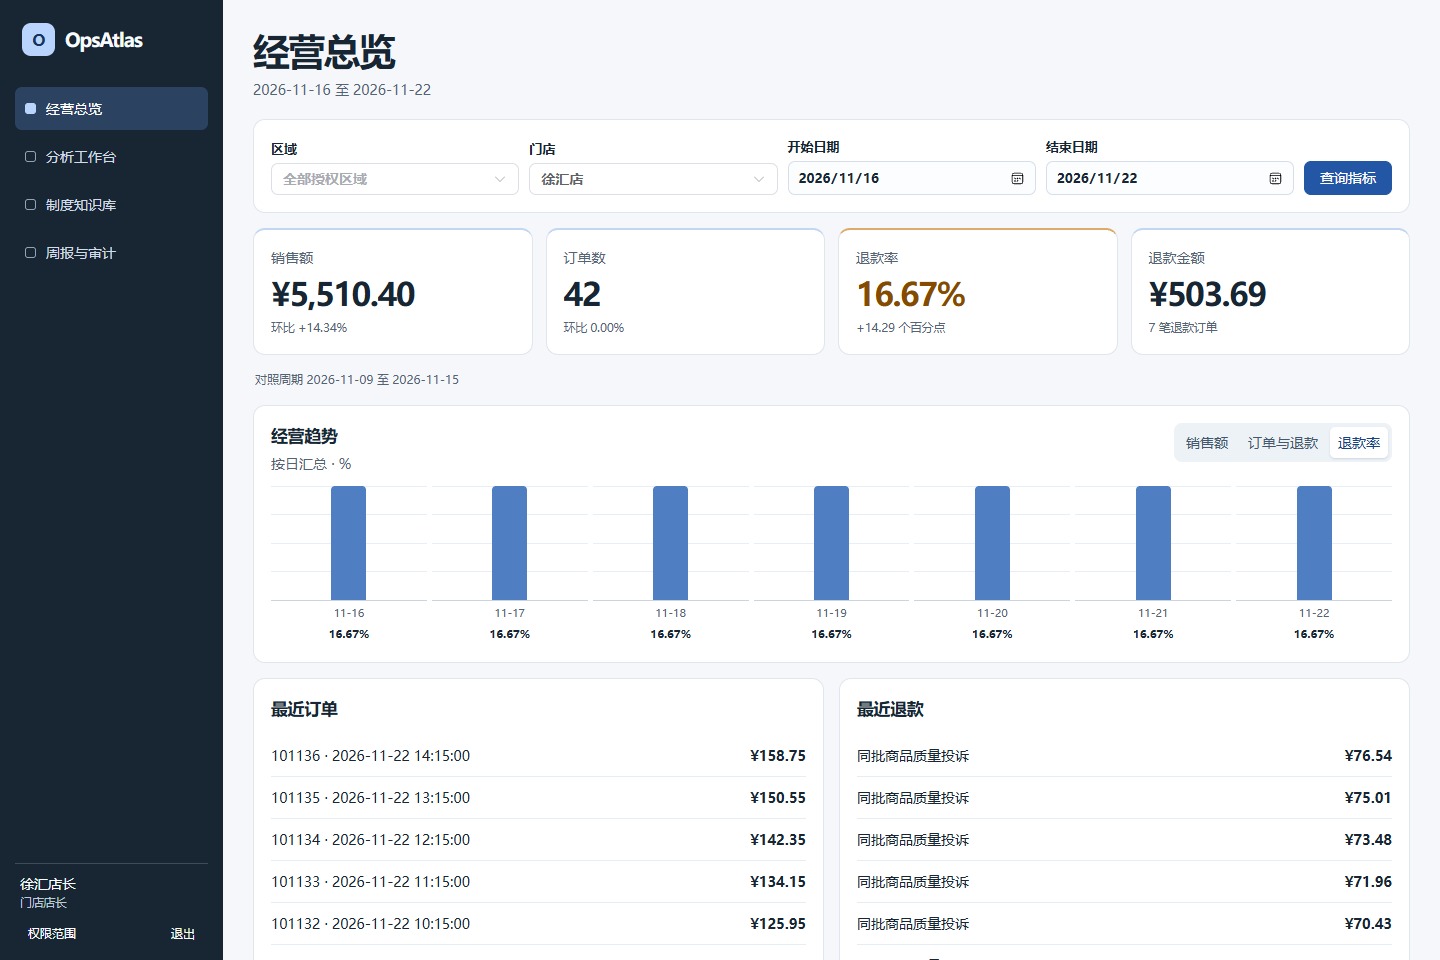 O OpsAtlas
经营总览
分析工作台
制度知识库
周报与审计
徐汇店长
门店店长
权限范围 退出
经营总览
2026-11-16 至 2026-11-22
区域 门店 开始日期 结束日期
全部授权区域 徐汇店 2026/11/16 2026/11/22 查询指标
销售额
¥5,510.40
环比 +14.34%
订单数
42
环比 0.00%
退款率
16.67%
+14.29 个百分点
退款金额
¥503.69
7 笔退款订单
对照周期 2026-11-09 至 2026-11-15
经营趋势
按日汇总 · %
销售额 订单与退款 退款率
11-16 11-17 11-18 11-19 11-20 11-21 11-22
16.67% 16.67% 16.67% 16.67% 16.67% 16.67% 16.67%
最近订单
101136 · 2026-11-22 14:15:00 ¥158.75
101135 · 2026-11-22 13:15:00 ¥150.55
101134 · 2026-11-22 12:15:00 ¥142.35
101133 · 2026-11-22 11:15:00 ¥134.15
101132 · 2026-11-22 10:15:00 ¥125.95
最近退款
同批商品质量投诉 ¥76.54
同批商品质量投诉 ¥75.01
同批商品质量投诉 ¥73.48
同批商品质量投诉 ¥71.96
同批商品质量投诉 ¥70.43